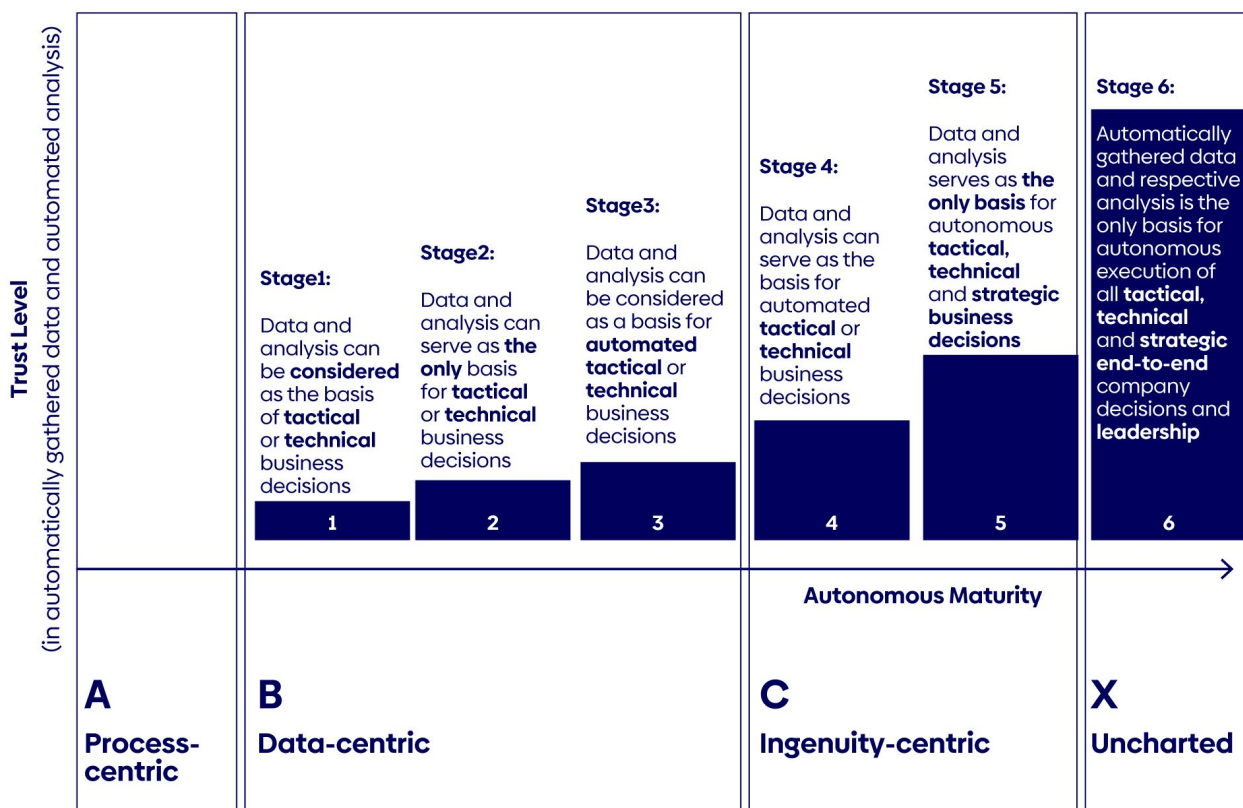 Trust Level
(in automatically gathered data and automated analysis)
Stage1:
Data and
analysis can
be considered
as the basis
of tactical
or technical
business
decisions
1
Stage2:
Data and
analysis can
serve as the
only basis
for tactical
or technical
business
decisions
2
Stage3:
Data and
analysis can
be considered
as a basis for
automated
tactical or
technical
business
decisions
3
Stage 4:
Data and
analysis can
serve as the
basis for
automated
tactical or
technical
business
decisions
4
Stage 5:
Data and
analysis
serves as the
only basis for
autonomous
tactical,
technical
and strategic
business
decisions
5
Stage 6:
Automatically
gathered data
and respective
analysis is the
only basis for
autonomous
execution of
all tactical,
technical
and strategic
end-to-end
company
decisions and
leadership
6
Autonomous Maturity
A
Process-
centric
B
Data-centric
C
Ingenuity-centric
X
Uncharted